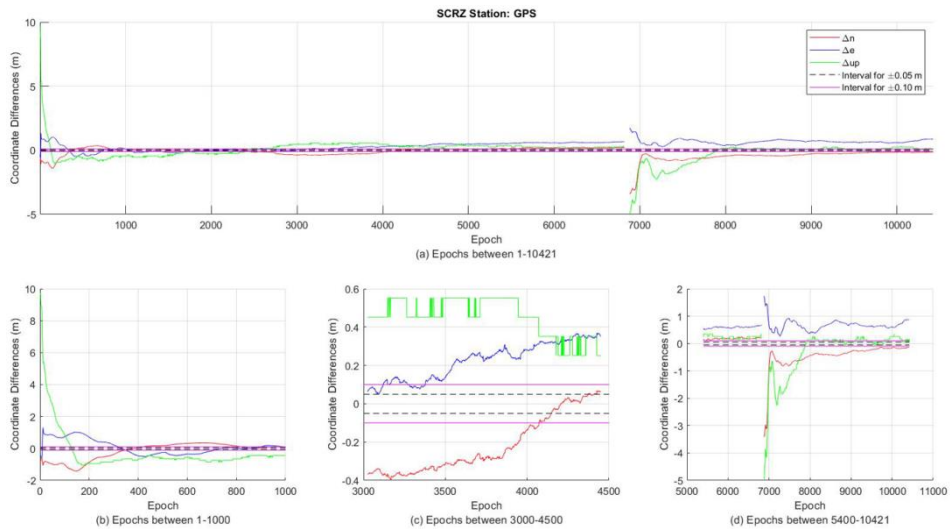 SCRZ Station: GPS
Coordinate Differences (m)
10
5
0
-5
Δn
Δe
Δup
Interval for ±0.05 m
Interval for ±0.10 m
1000 2000 3000 4000 5000 6000 7000 8000 9000 10000
Epoch
(a) Epochs between 1-10421
Coordinate Differences (m)
10
8
6
4
2
0
-2
0 200 400 600 800 1000
Epoch
(b) Epochs between 1-1000
Coordinate Differences (m)
0.6
0.4
0.2
0
-0.2
-0.4
3000 3500 4000 4500
Epoch
(c) Epochs between 3000-4500
Coordinate Differences (m)
2
1
0
-1
-2
-3
-4
-5
5000 6000 7000 8000 9000 10000 11000
Epoch
(d) Epochs between 5400-10421